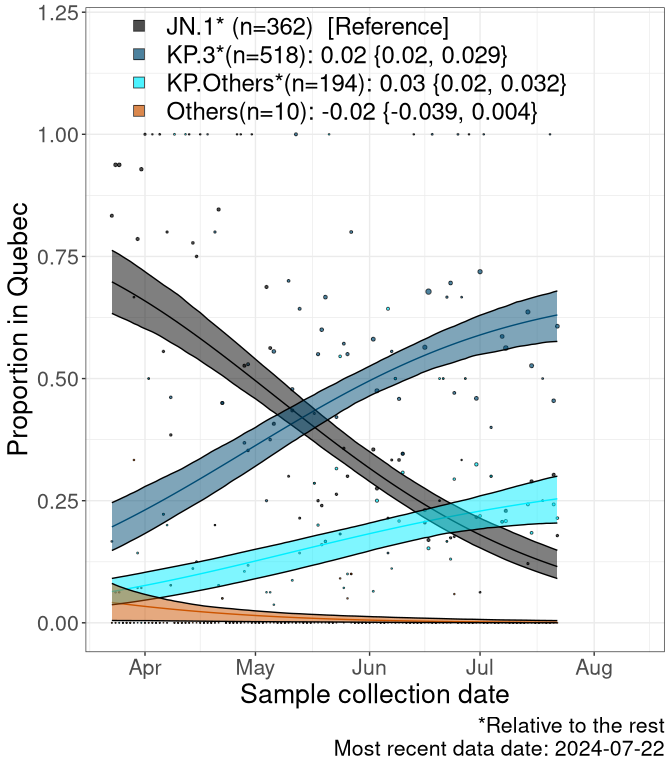 JN.1* (n=362)  [Reference]
KP.3*(n=518): 0.02 {0.02, 0.029}
KP.Others*(n=194): 0.03 {0.02, 0.032}
Others(n=10): -0.02 {-0.039, 0.004}
1.25
1.00
0.75
0.50
0.25
0.00
Proportion in Quebec
Apr May Jun Jul Aug
Sample collection date
*Relative to the rest
Most recent data date: 2024-07-22